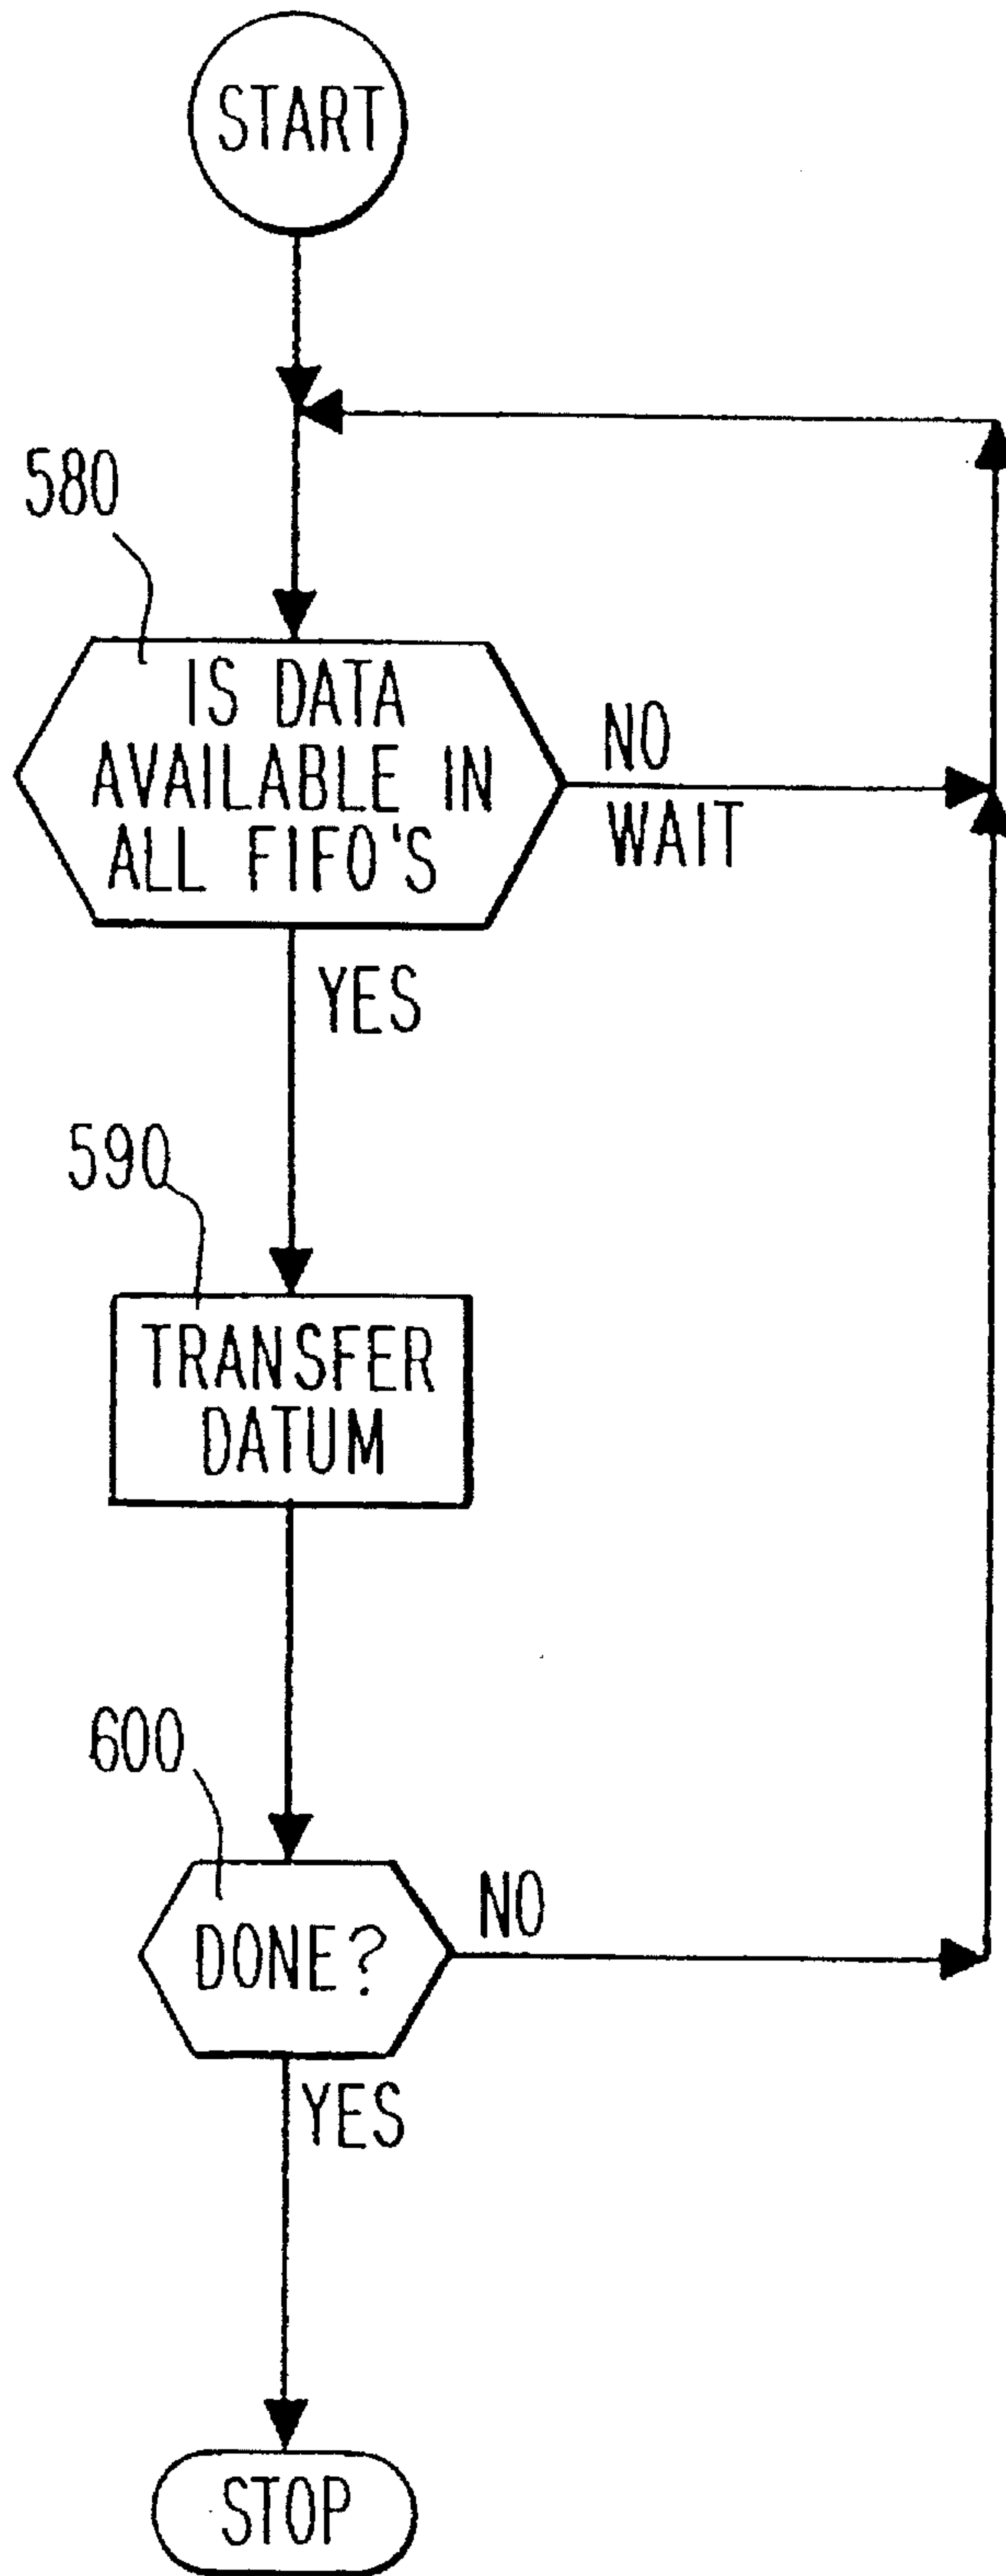 START
580
IS DATA
AVAILABLE IN
ALL FIFO'S
NO
WAIT
YES
590
TRANSFER
DATUM
600
DONE?
NO
YES
STOP